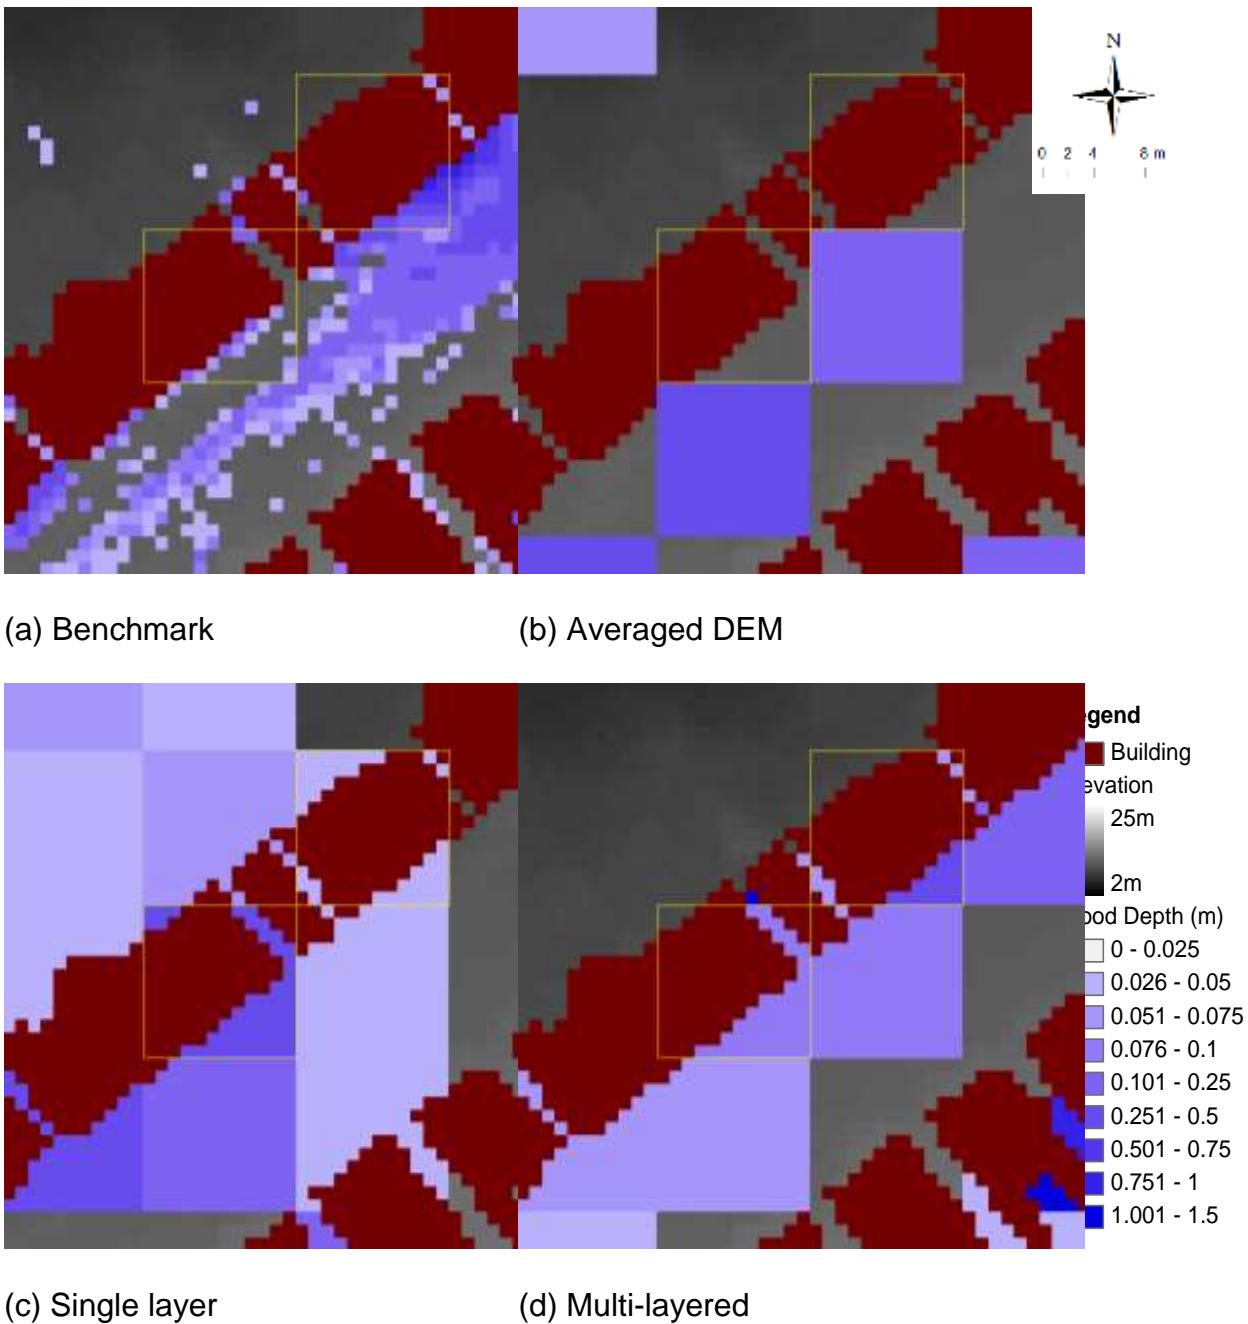 N
0 2 4 8 m
(a) Benchmark
(b) Averaged DEM
egend
Building
evation
25m
2m
ood Depth (m)
0 - 0.025
0.026 - 0.05
0.051 - 0.075
0.076 - 0.1
0.101 - 0.25
0.251 - 0.5
0.501 - 0.75
0.751 - 1
1.001 - 1.5
(c) Single layer
(d) Multi-layered